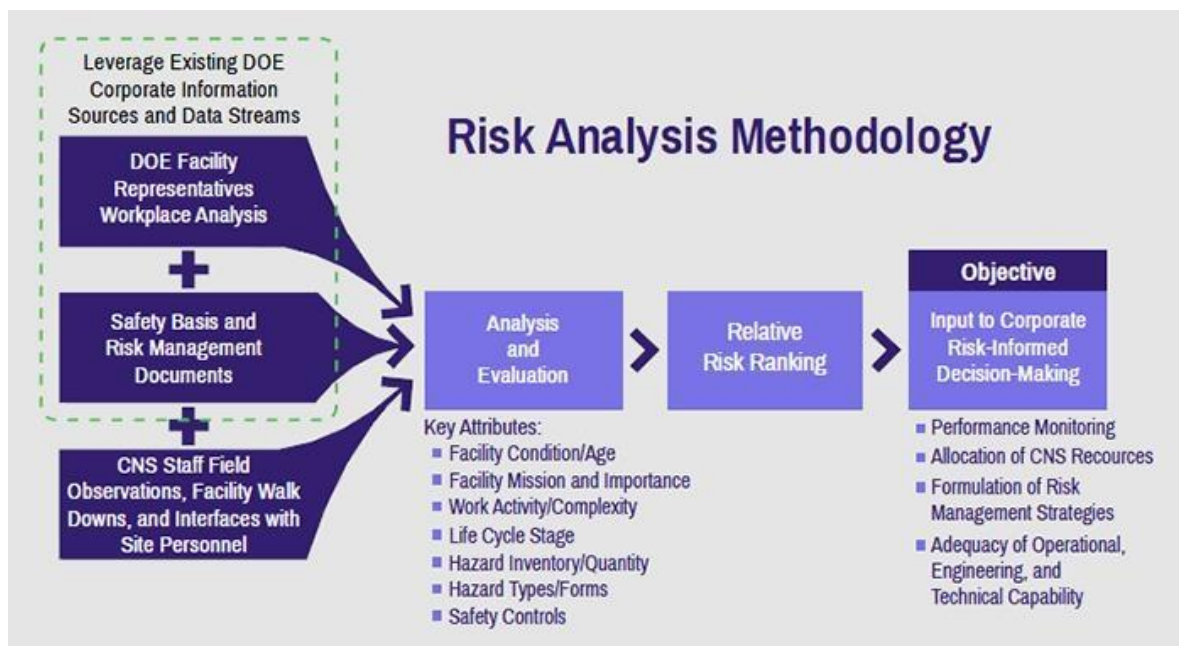 Leverage Existing DOE
Corporate Information
Sources and Data Streams
Risk Analysis Methodology
DOE Facility
Representatives
Workplace Analysis
+
Safety Basis and
Risk Management
Documents
+
CNS Staff Field
Observations, Facility Walk
Downs, and Interfaces with
Site Personnel
Analysis
and
Evaluation
Key Attributes:
Facility Condition/Age
Facility Mission and Importance
Work Activity/Complexity
Life Cycle Stage
Hazard Inventory/Quantity
Hazard Types/Forms
Safety Controls
Relative
Risk Ranking
Objective
Input to Corporate
Risk-Informed
Decision-Making
Performance Monitoring
Allocation of CNS Recources
Formulation of Risk
Management Strategies
Adequacy of Operational,
Engineering, and
Technical Capability